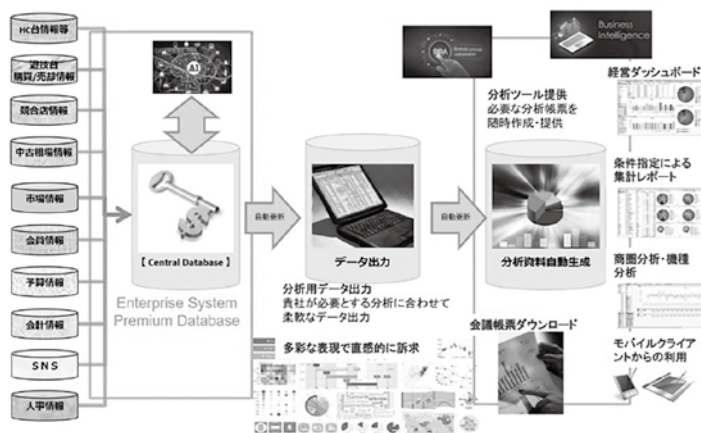 HC台情報等
遊技台
購買/売却情報
競合店情報
中古相場情報
市場情報
会員情報
予算情報
会計情報
SNS
人事情報
AI
【 Central Database 】
Enterprise System
Premium Database
自動更新
データ出力
分析用データ出力
貴社が必要とする分析に合わせて
柔軟なデータ出力
多彩な表現で直感的に訴求
自動更新
RPA
Business
Intelligence
分析ツール提供
必要な分析帳票を
随時作成・提供
分析資料自動生成
会議帳票ダウンロード
経営ダッシュボード
条件指定による
集計レポート
商圏分析・機種
分析
モバイルクライア
ントからの利用